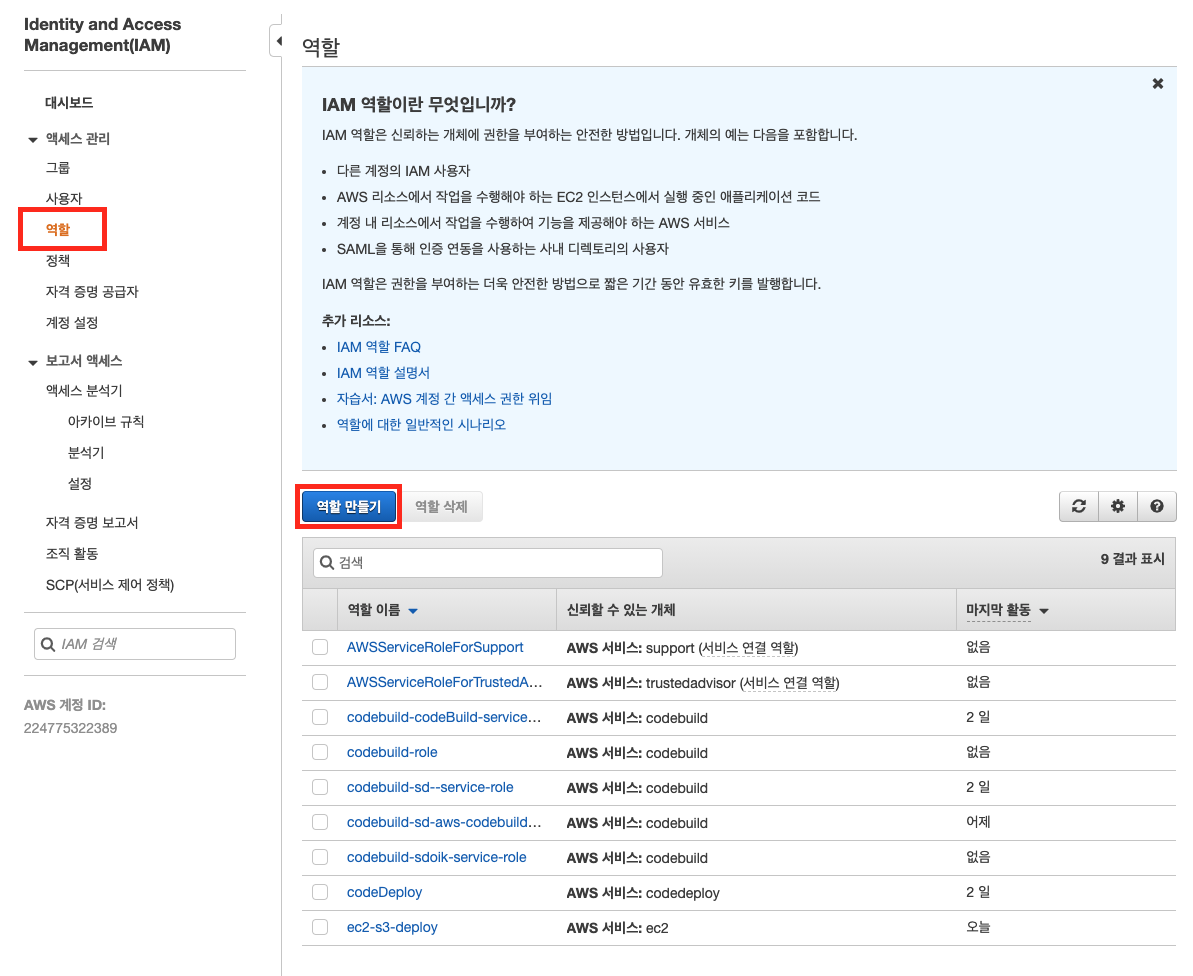 Identity and Access
Management(IAM)
대시보드
액세스 관리
그룹
사용자
역할
정책
자격 증명 공급자
계정 설정
보고서 액세스
액세스 분석기
아카이브 규칙
분석기
설정
자격 증명 보고서
조직 활동
SCP(서비스 제어 정책)
IAM 검색
AWS 계정 ID:
224775322389
역할
IAM 역할이란 무엇입니까?
IAM 역할은 신뢰하는 개체에 권한을 부여하는 안전한 방법입니다. 개체의 예는 다음을 포함합니다.
• 다른 계정의 IAM 사용자
• AWS 리소스에서 작업을 수행해야 하는 EC2 인스턴스에서 실행 중인 애플리케이션 코드
• 계정 내 리소스에서 작업을 수행하여 기능을 제공해야 하는 AWS 서비스
• SAML을 통해 인증 연동을 사용하는 사내 디렉토리의 사용자
IAM 역할은 권한을 부여하는 더욱 안전한 방법으로 짧은 기간 동안 유효한 키를 발행합니다.
추가 리소스:
• IAM 역할 FAQ
• IAM 역할 설명서
• 자습서: AWS 계정 간 액세스 권한 위임
• 역할에 대한 일반적인 시나리오
역할 만들기 역할 삭제
검색 9 결과 표시
역할 이름 신뢰할 수 있는 개체 마지막 활동
AWSServiceRoleForSupport AWS 서비스: support (서비스 연결 역할) 없음
AWSServiceRoleForTrustedA... AWS 서비스: trustedadvisor (서비스 연결 역할) 없음
codebuild-codeBuild-service... AWS 서비스: codebuild 2 일
codebuild-role AWS 서비스: codebuild 없음
codebuild-sd--service-role AWS 서비스: codebuild 2 일
codebuild-sd-aws-codebuild... AWS 서비스: codebuild 어제
codebuild-sdoik-service-role AWS 서비스: codebuild 없음
codeDeploy AWS 서비스: codedeploy 2 일
ec2-s3-deploy AWS 서비스: ec2 오늘